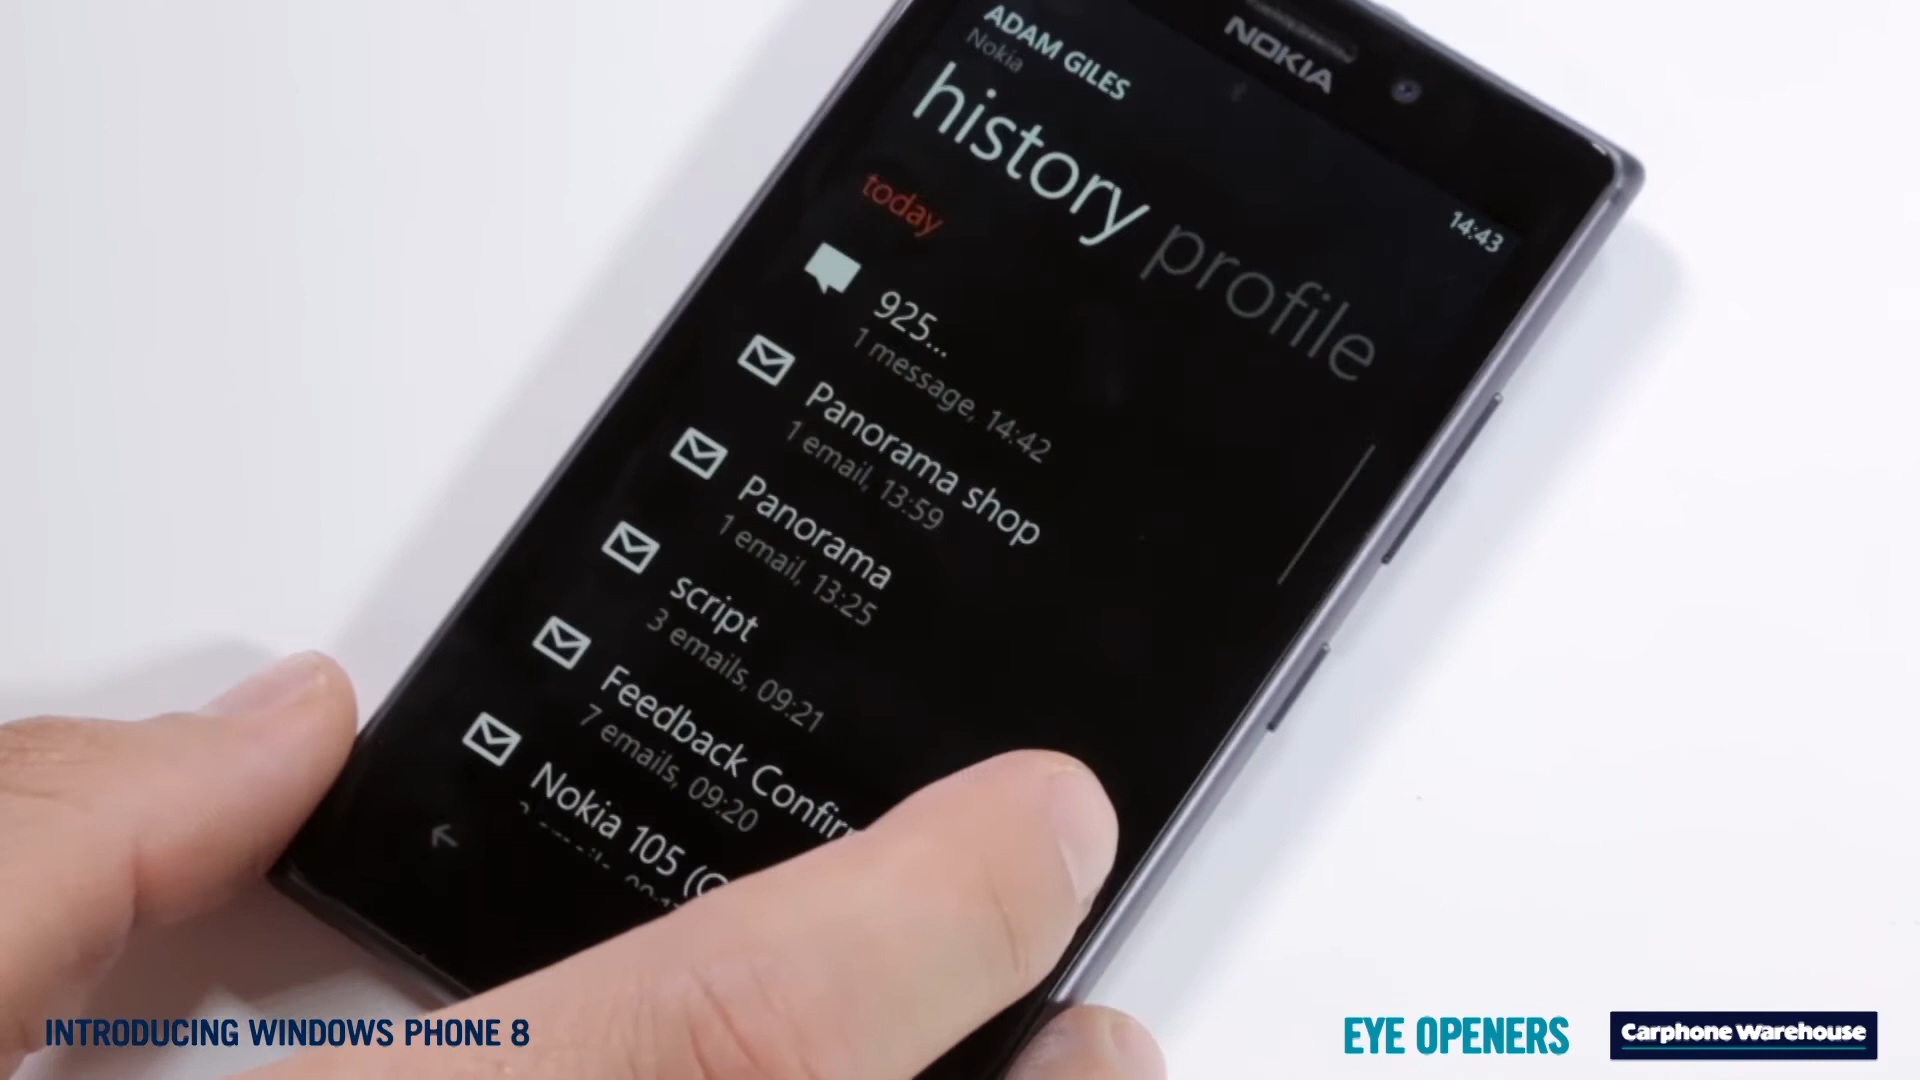 NOKIA
ADAM GILES
Nokia
history profile
14:43
today
925...
1 message, 14:42
Panorama shop
1 email, 13:59
Panorama
1 email, 13:25
script
3 emails, 09:21
Feedback Confir
7 emails, 09:20
Nokia 105 (
INTRODUCING WINDOWS PHONE 8
EYE OPENERS
Carphone Warehouse